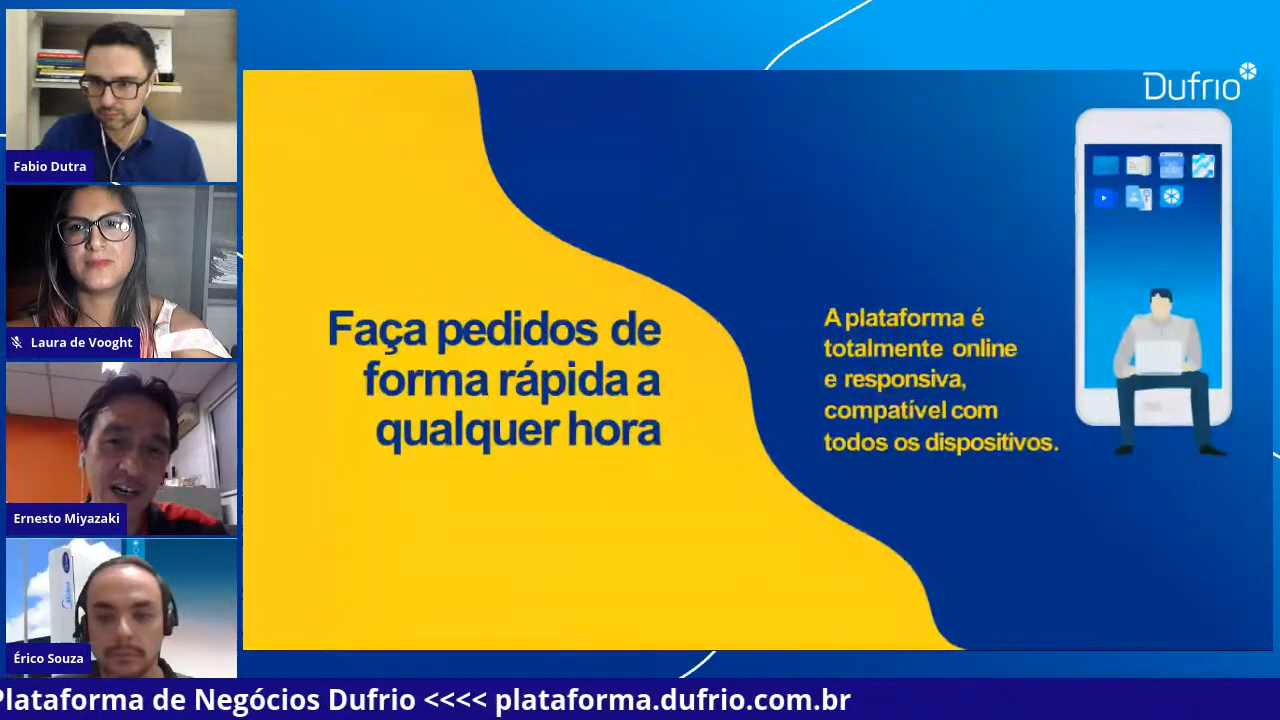 Fabio Dutra
Laura de Vooght
Ernesto Miyazaki
Érico Souza
Dufrio
Faça pedidos de
forma rápida a
qualquer hora
A plataforma é
totalmente online
e responsiva,
compatível com
todos os dispositivos.
Plataforma de Negócios Dufrio <<<< plataforma.dufrio.com.br